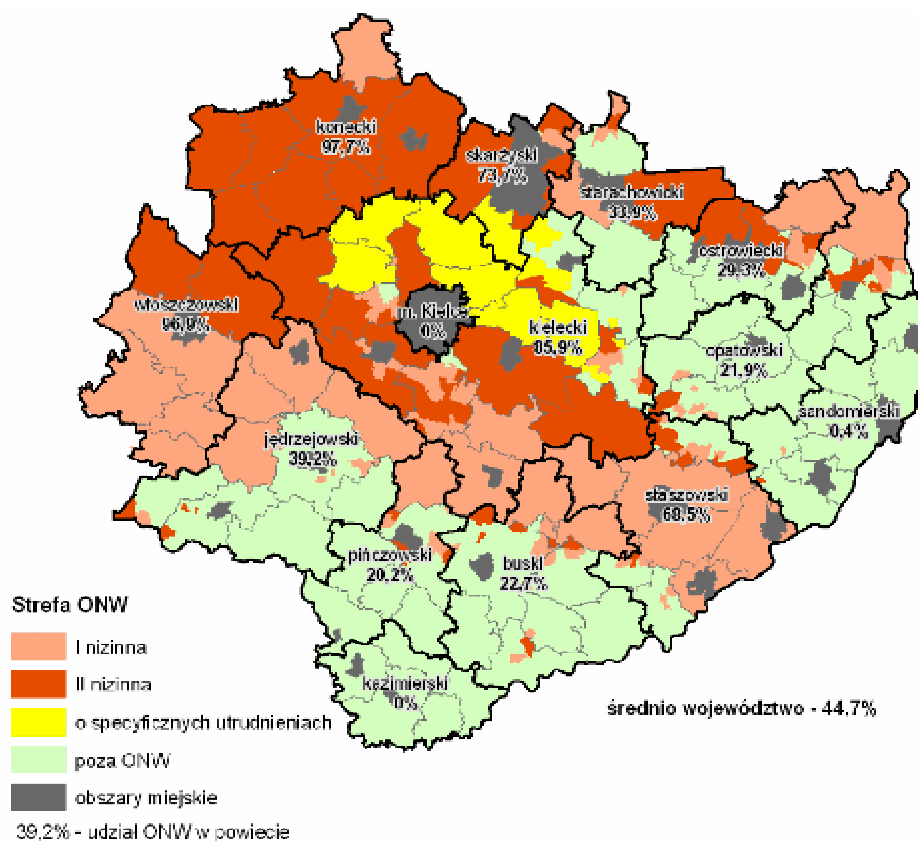 konecki
97,7%
skarżyski
73,7%
starachowicki
33,9%
ostrowiecki
29,3%
włoszczowski
96,9%
m. Kielce
0%
kielecki
85,9%
opatowski
21,9%
sandomierski
0,4%
jędrzejowski
39,2%
staszowski
68,5%
pińczowski
20,2%
buski
22,7%
kazimierski
0%
średnio województwo - 44,7%
Strefa ONW
I nizinna
II nizinna
o specyficznych utrudnieniach
poza ONW
obszary miejskie
39,2% - udział ONW w powiecie